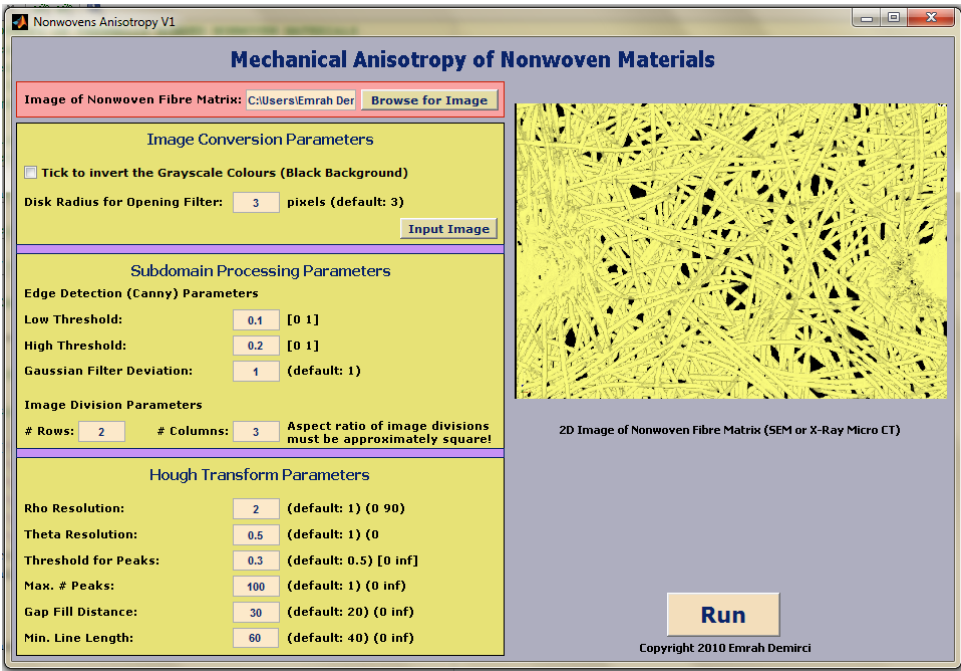 Nonwovens Anisotropy V1
Mechanical Anisotropy of Nonwoven Materials
Image of Nonwoven Fibre Matrix: C:\Users\Emrah Der Browse for Image
Image Conversion Parameters
Tick to invert the Grayscale Colours (Black Background)
Disk Radius for Opening Filter: 3 pixels (default: 3)
Input Image
Subdomain Processing Parameters
Edge Detection (Canny) Parameters
Low Threshold: 0.1 [0 1]
High Threshold: 0.2 [0 1]
Gaussian Filter Deviation: 1 (default: 1)
Image Division Parameters
# Rows: 2 # Columns: 3 Aspect ratio of image divisions
must be approximately square!
Hough Transform Parameters
Rho Resolution: 2 (default: 1) (0 90)
Theta Resolution: 0.5 (default: 1) (0
Threshold for Peaks: 0.3 (default: 0.5) [0 inf]
Max. # Peaks: 100 (default: 1) (0 inf)
Gap Fill Distance: 30 (default: 20) (0 inf)
Min. Line Length: 60 (default: 40) (0 inf)
2D Image of Nonwoven Fibre Matrix (SEM or X-Ray Micro CT)
Run
Copyright 2010 Emrah Demirci